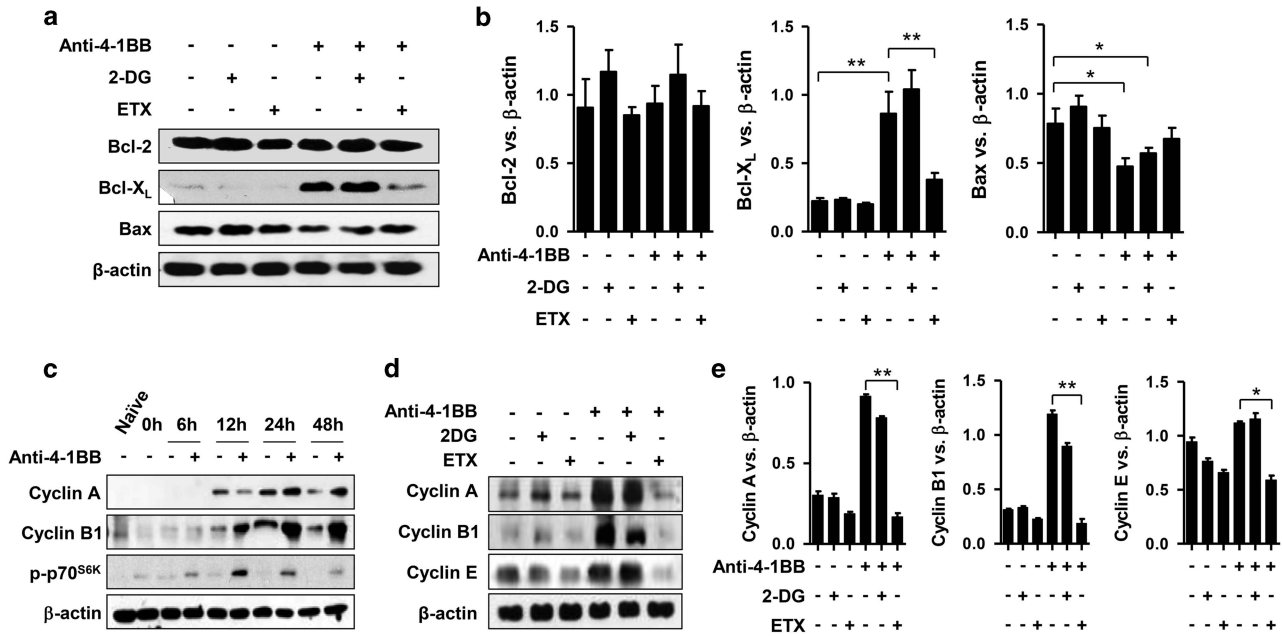 a
Anti-4-1BB - - - + + +
2-DG - + - - + -
ETX - - + - - +
Bcl-2
Bcl-XL
Bax
β-actin
b
Bcl-2 vs. β-actin
1.5
1.0
0.5
0.0
Bcl-XL vs. β-actin
1.5
1.0
0.5
0.0
**
**
Bax vs. β-actin
1.5
1.0
0.5
0.0
*
*
Anti-4-1BB - - - + + + - - - + + + - - - + + +
2-DG - + - - + - - + - - + - - + - - + -
ETX - - + - - + - - + - - + - - + - - +
c
Naïve 0h 6h 12h 24h 48h
Anti-4-1BB - - - + - + - + - +
Cyclin A
Cyclin B1
p-p70S6K
β-actin
d
Anti-4-1BB - - - + + +
2DG - + - - + -
ETX - - + - - +
Cyclin A
Cyclin B1
Cyclin E
β-actin
e
Cyclin A vs. β-actin
1.0
0.5
0.0
**
Cyclin B1 vs. β-actin
1.5
1.0
0.5
0.0
**
Cyclin E vs. β-actin
1.5
1.0
0.5
0.0
*
Anti-4-1BB - - - + + + - - - + + + - - - + + +
2-DG - + - - + - - + - - + - - + - - + -
ETX - - + - - + - - + - - + - - + - - +